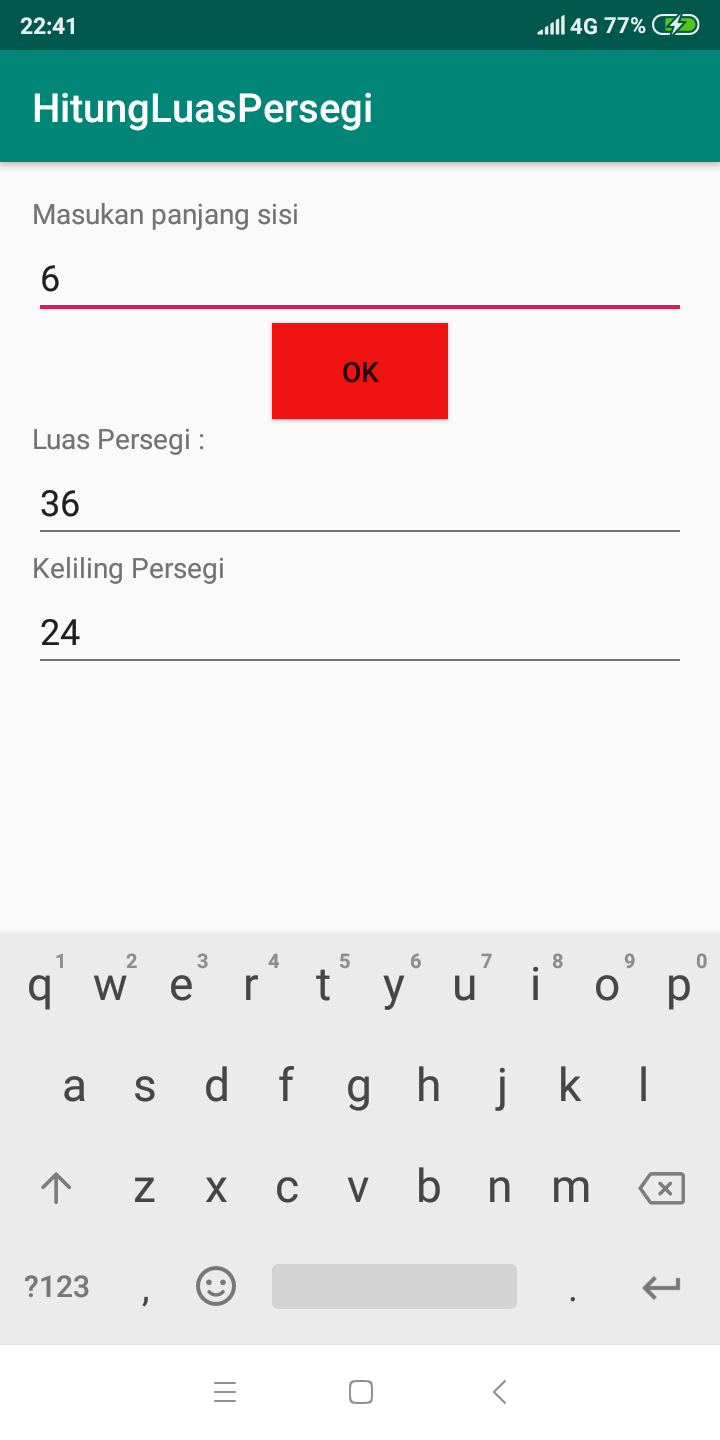 22:41 4G 77%
HitungLuasPersegi
Masukan panjang sisi
6
OK
Luas Persegi :
36
Keliling Persegi
24
1 2 3 4 5 6 7 8 9 0
q w e r t y u i o p
a s d f g h j k l
z x c v b n m
?123 , .